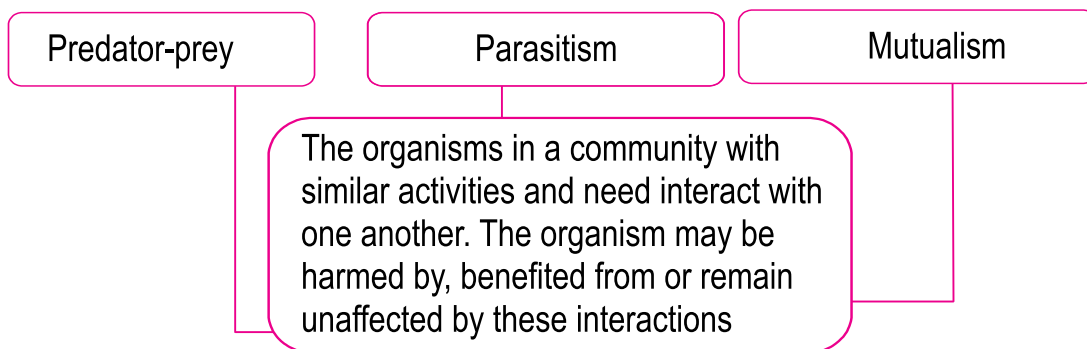 Predator-prey
Parasitism
Mutualism
The organisms in a community with
similar activities and need interact with
one another. The organism may be
harmed by, benefited from or remain
unaffected by these interactions